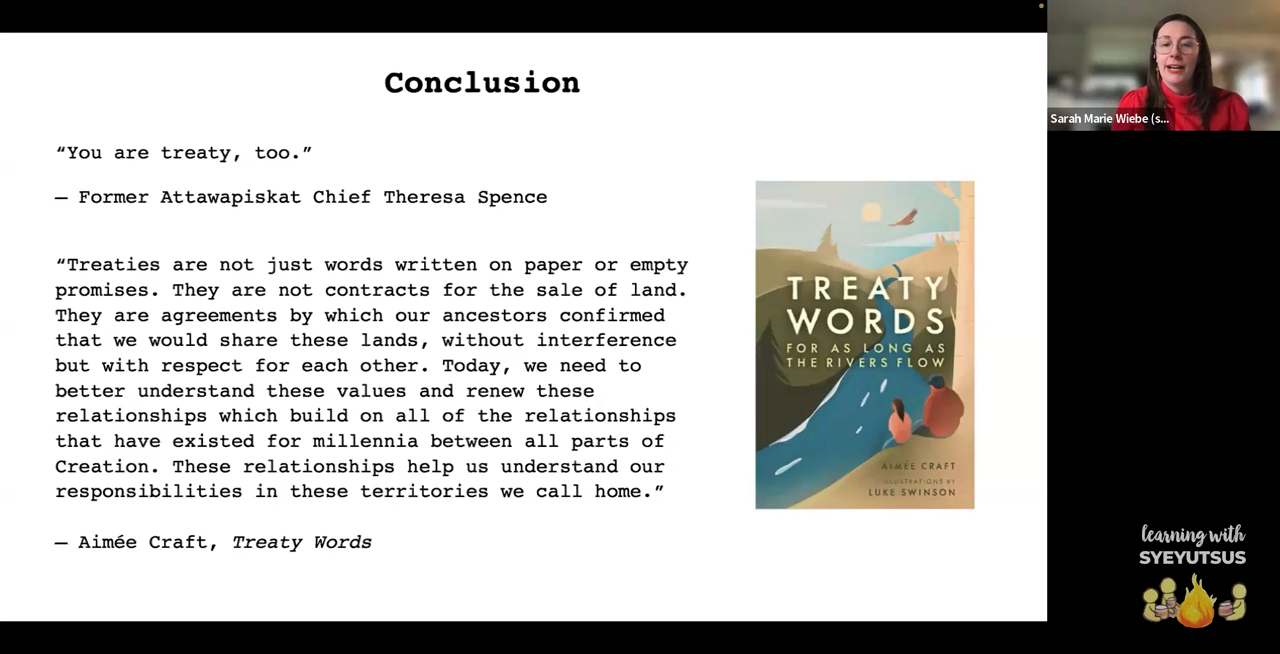 Conclusion
“You are treaty, too.”
— Former Attawapiskat Chief Theresa Spence
“Treaties are not just words written on paper or empty
promises. They are not contracts for the sale of land.
They are agreements by which our ancestors confirmed
that we would share these lands, without interference
but with respect for each other. Today, we need to
better understand these values and renew these
relationships which build on all of the relationships
that have existed for millennia between all parts of
Creation. These relationships help us understand our
responsibilities in these territories we call home.”
— Aimée Craft, Treaty Words
TREATY
WORDS
FOR AS LONG AS
THE RIVERS FLOW
AIMÉE CRAFT
ILLUSTRATIONS BY
LUKE SWINSON
Sarah Marie Wiebe (s...
learning with
SYEYUTSUS